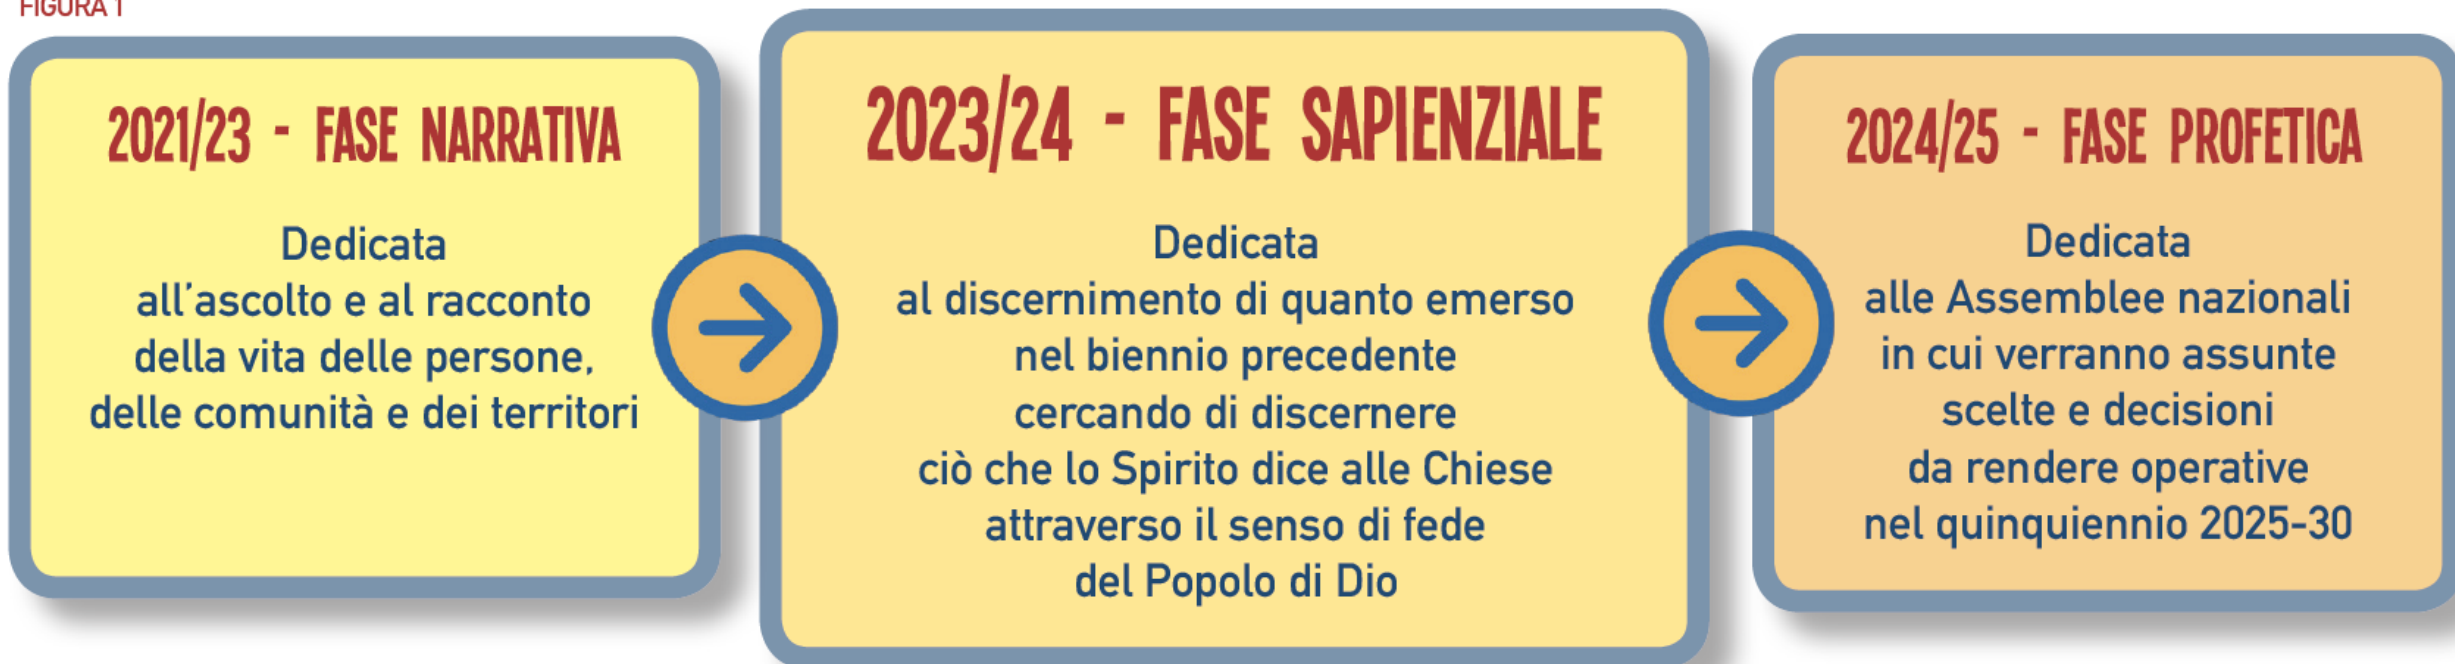 FIGURA 1
2021/23 - FASE NARRATIVA
Dedicata
all'ascolto e al racconto
della vita delle persone,
delle comunità e dei territori
2023/24 - FASE SAPIENZIALE
Dedicata
al discernimento di quanto emerso
nel biennio precedente
cercando di discernere
ciò che lo Spirito dice alle Chiese
attraverso il senso di fede
del Popolo di Dio
2024/25 - FASE PROFETICA
Dedicata
alle Assemblee nazionali
in cui verranno assunte
scelte e decisioni
da rendere operative
nel quinquiennio 2025-30